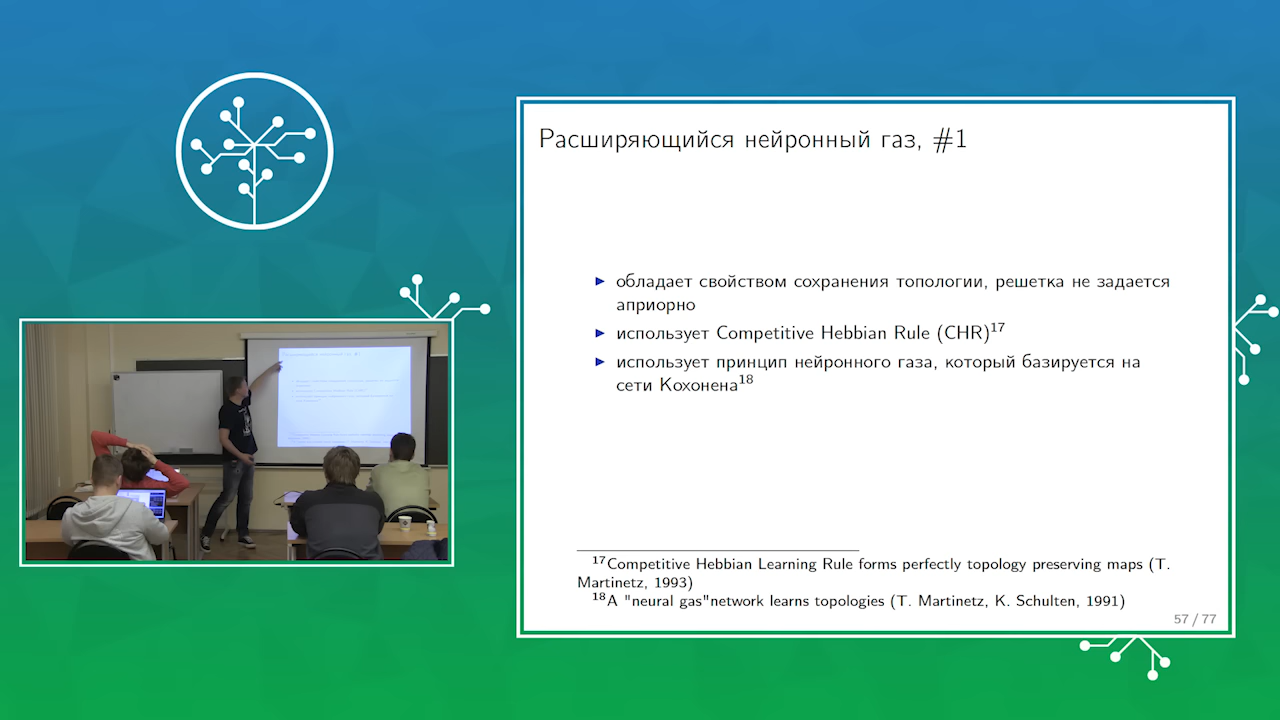 Расширяющийся нейронный газ, #1
обладает свойством сохранения топологии, решетка не задается
априорно
использует Competitive Hebbian Rule (CHR)17
использует принцип нейронного газа, который базируется на
сети Кохонена18
17Competitive Hebbian Learning Rule forms perfectly topology preserving maps (T.
Martinetz, 1993)
18A "neural gas"network learns topologies (T. Martinetz, K. Schulten, 1991)
57 / 77